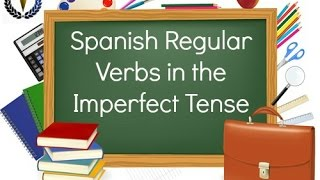 Spanish Regular
Verbs in the
Imperfect Tense